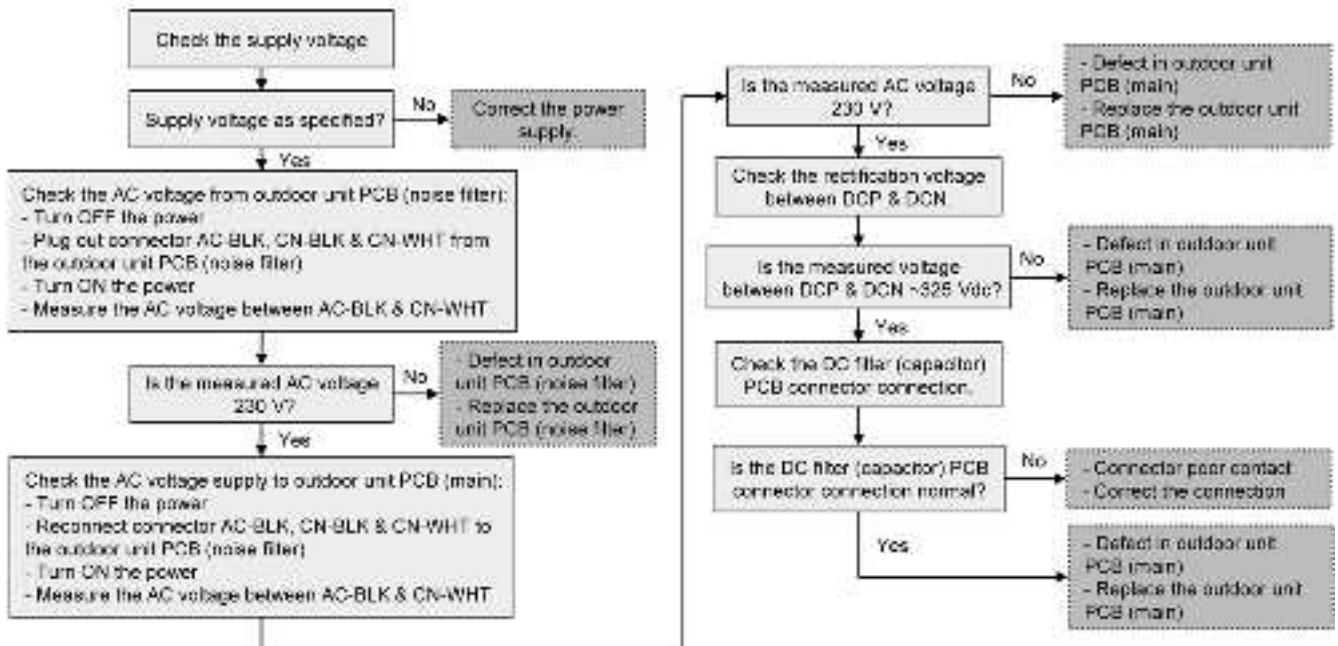 Check the supply voltage
Supply voltage as specified?
No
Correct the power
supply.
Yes
Check the AC voltage from outdoor unit PCB (noise filter):
- Turn OFF the power
- Plug out connector AC-BLK, CN-BLK & CN-WHT from
the outdoor unit PCB (noise filter)
- Turn ON the power
- Measure the AC voltage between AC-BLK & CN-WHT
Is the measured AC voltage
230 V?
No
- Defect in outdoor
unit PCB (noise filter)
- Replace the outdoor
unit PCB (noise filter)
Yes
Check the AC voltage supply to outdoor unit PCB (main):
- Turn OFF the power
- Reconnect connector AC-BLK, CN-BLK & CN-WHT to
the outdoor unit PCB (noise filter)
- Turn ON the power
- Measure the AC voltage between AC-BLK & CN-WHT
Is the measured AC voltage
230 V?
No
- Defect in outdoor unit
PCB (main)
- Replace the outdoor unit
PCB (main)
Yes
Check the rectification voltage
between DCP & DCN.
Is the measured voltage
between DCP & DCN ~325 Vdc?
No
- Defect in outdoor unit
PCB (main)
- Replace the outdoor unit
PCB (main)
Yes
Check the DC filter (capacitor)
PCB connector connection.
Is the DC filter (capacitor) PCB
connector connection normal?
No
- Connector poor contact
- Correct the connection
Yes
- Defect in outdoor unit
PCB (main)
- Replace the outdoor unit
PCB (main)